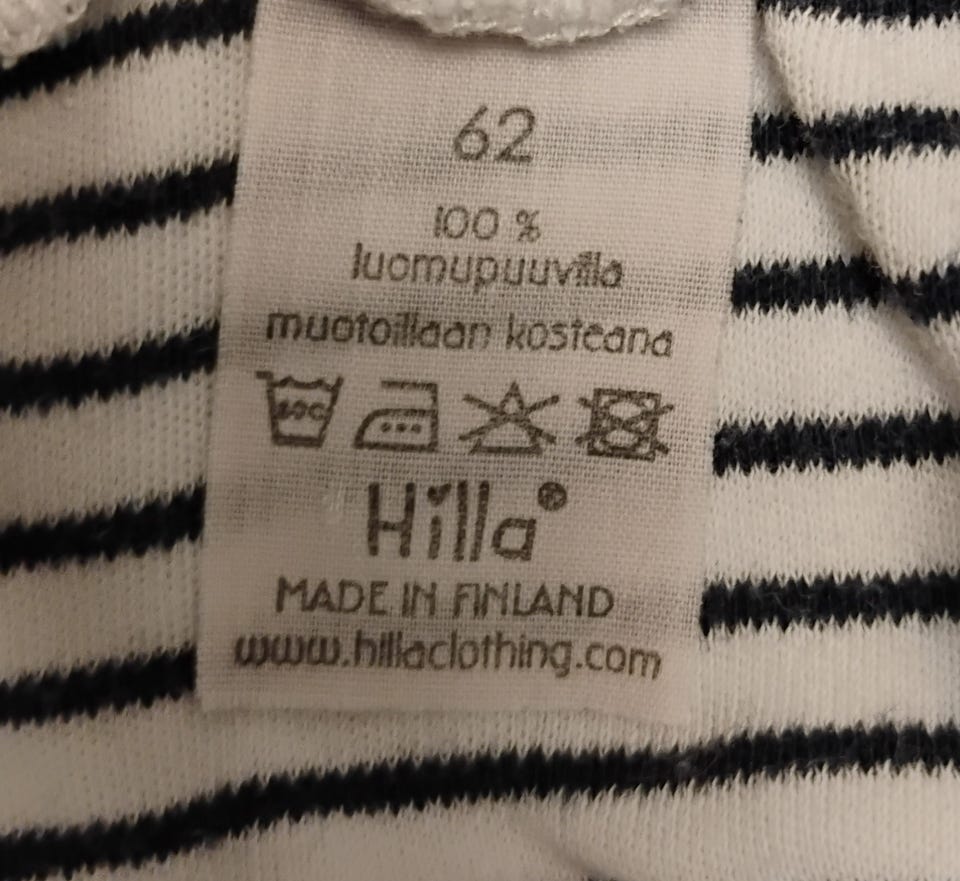 62
100 %
luomupuuvilla
muotoillaan kosteana
Hilla®
MADE IN FINLAND
www.hillaclothing.com